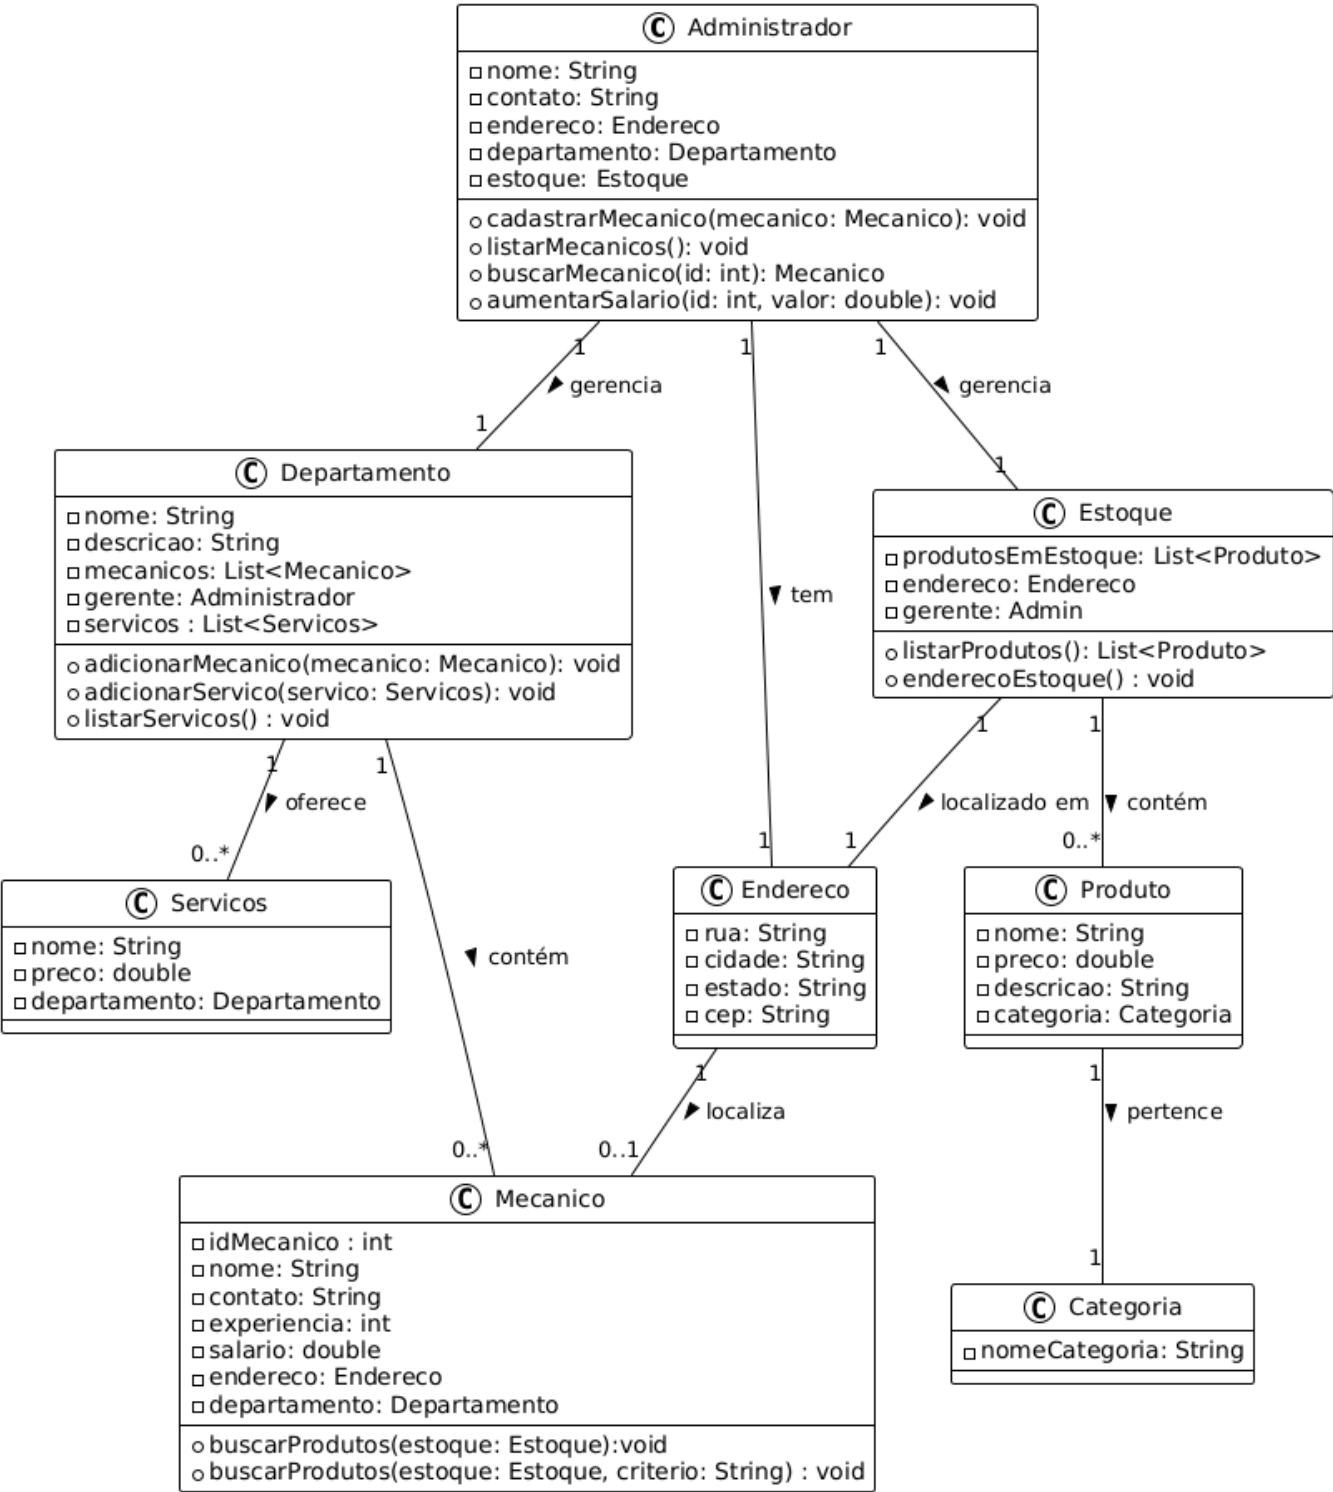 C Administrador
nome: String
contato: String
endereco: Endereco
departamento: Departamento
estoque: Estoque
cadastrarMecanico(mecanico: Mecanico): void
listarMecanicos(): void
buscarMecanico(id: int): Mecanico
aumentarSalario(id: int, valor: double): void
1
gerencia
1
1
tem
1
1
gerencia
1
C Departamento
nome: String
descricao: String
mecanicos: List<Mecanico>
gerente: Administrador
servicos : List<Servicos>
adicionarMecanico(mecanico: Mecanico): void
adicionarServico(servico: Servicos): void
listarServicos() : void
C Estoque
produtosEmEstoque: List<Produto>
endereco: Endereco
gerente: Admin
listarProdutos(): List<Produto>
enderecoEstoque() : void
1
oferece
0..*
1
contém
0..*
1
localizado em
1
1
contém
0..*
C Servicos
nome: String
preco: double
departamento: Departamento
C Endereco
rua: String
cidade: String
estado: String
cep: String
C Produto
nome: String
preco: double
descricao: String
categoria: Categoria
1
localiza
0..1
1
pertence
1
C Mecanico
idMecanico : int
nome: String
contato: String
experiencia: int
salario: double
endereco: Endereco
departamento: Departamento
buscarProdutos(estoque: Estoque):void
buscarProdutos(estoque: Estoque, criterio: String) : void
C Categoria
nomeCategoria: String